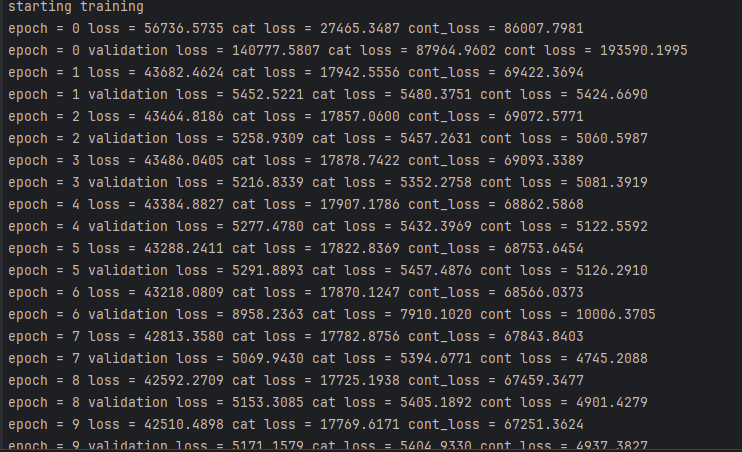 starting training
epoch = 0 loss = 56736.5735 cat loss = 27465.3487 cont_loss = 86007.7981
epoch = 0 validation loss = 140777.5807 cat loss = 87964.9602 cont loss = 193590.1995
epoch = 1 loss = 43682.4624 cat loss = 17942.5556 cont_loss = 69422.3694
epoch = 1 validation loss = 5452.5221 cat loss = 5480.3751 cont loss = 5424.6690
epoch = 2 loss = 43464.8186 cat loss = 17857.0600 cont_loss = 69072.5771
epoch = 2 validation loss = 5258.9309 cat loss = 5457.2631 cont loss = 5060.5987
epoch = 3 loss = 43486.0405 cat loss = 17878.7422 cont_loss = 69093.3389
epoch = 3 validation loss = 5216.8339 cat loss = 5352.2758 cont loss = 5081.3919
epoch = 4 loss = 43384.8827 cat loss = 17907.1786 cont_loss = 68862.5868
epoch = 4 validation loss = 5277.4780 cat loss = 5432.3969 cont loss = 5122.5592
epoch = 5 loss = 43288.2411 cat loss = 17822.8369 cont_loss = 68753.6454
epoch = 5 validation loss = 5291.8893 cat loss = 5457.4876 cont loss = 5126.2910
epoch = 6 loss = 43218.0809 cat loss = 17870.1247 cont_loss = 68566.0373
epoch = 6 validation loss = 8958.2363 cat loss = 7910.1020 cont loss = 10006.3705
epoch = 7 loss = 42813.3580 cat loss = 17782.8756 cont_loss = 67843.8403
epoch = 7 validation loss = 5069.9430 cat loss = 5394.6771 cont loss = 4745.2088
epoch = 8 loss = 42592.2709 cat loss = 17725.1938 cont_loss = 67459.3477
epoch = 8 validation loss = 5153.3085 cat loss = 5405.1892 cont loss = 4901.4279
epoch = 9 loss = 42510.4898 cat loss = 17769.6171 cont_loss = 67251.3624
epoch = 9 validation loss = 5171.1579 cat loss = 5404.9330 cont loss = 4937.3827